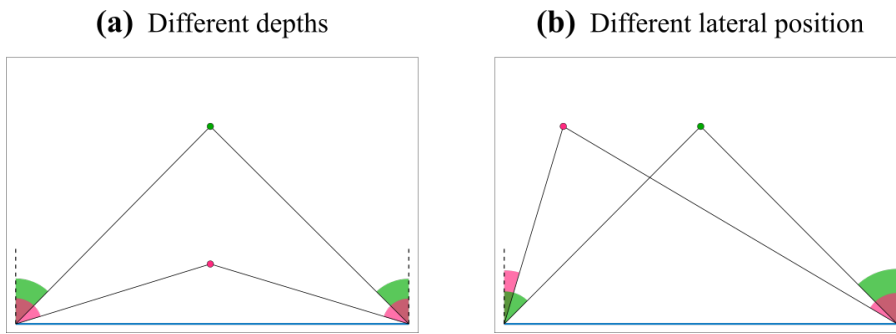 (a) Different depths
(b) Different lateral position